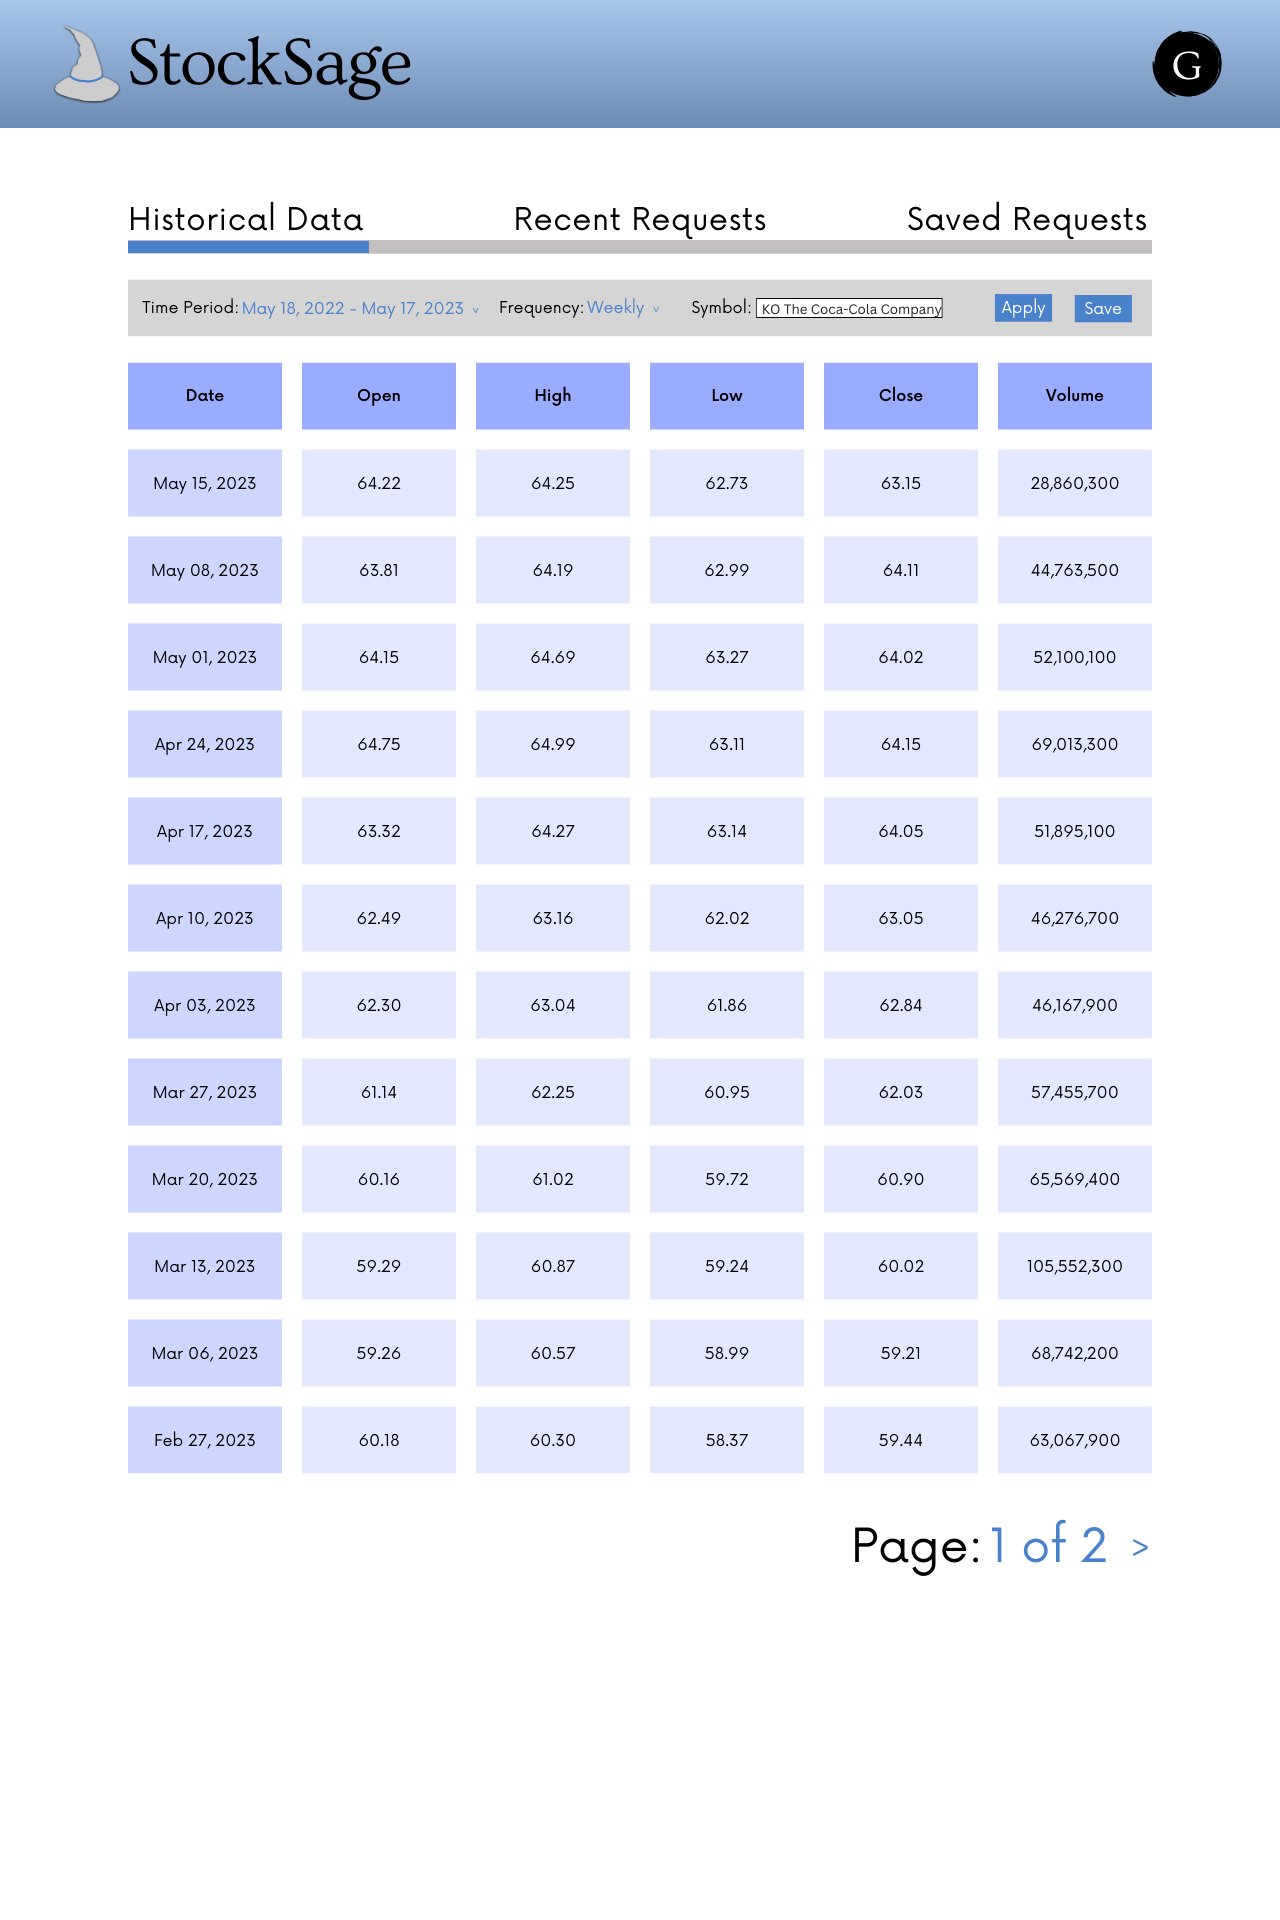 StockSage
G
Historical Data Recent Requests Saved Requests
Time Period: May 18, 2022 - May 17, 2023 v Frequency: Weekly v Symbol: KO The Coca-Cola Company Apply Save
Date Open High Low Close Volume
May 15, 2023 64.22 64.25 62.73 63.15 28,860,300
May 08, 2023 63.81 64.19 62.99 64.11 44,763,500
May 01, 2023 64.15 64.69 63.27 64.02 52,100,100
Apr 24, 2023 64.75 64.99 63.11 64.15 69,013,300
Apr 17, 2023 63.32 64.27 63.14 64.05 51,895,100
Apr 10, 2023 62.49 63.16 62.02 63.05 46,276,700
Apr 03, 2023 62.30 63.04 61.86 62.84 46,167,900
Mar 27, 2023 61.14 62.25 60.95 62.03 57,455,700
Mar 20, 2023 60.16 61.02 59.72 60.90 65,569,400
Mar 13, 2023 59.29 60.87 59.24 60.02 105,552,300
Mar 06, 2023 59.26 60.57 58.99 59.21 68,742,200
Feb 27, 2023 60.18 60.30 58.37 59.44 63,067,900
Page: 1 of 2 >